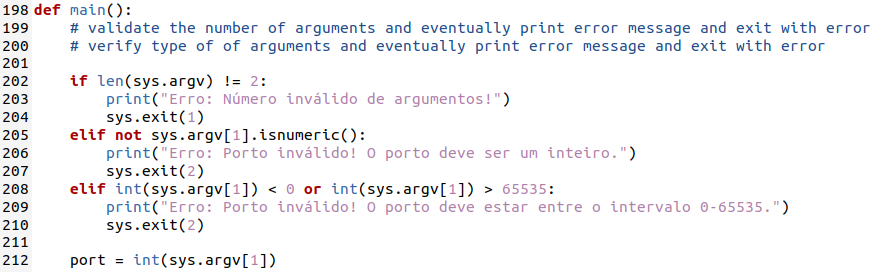 198 def main():
199     # validate the number of arguments and eventually print error message and exit with error
200     # verify type of of arguments and eventually print error message and exit with error
201
202     if len(sys.argv) != 2:
203         print("Erro: Número inválido de argumentos!")
204         sys.exit(1)
205     elif not sys.argv[1].isnumeric():
206         print("Erro: Porto inválido! O porto deve ser um inteiro.")
207         sys.exit(2)
208     elif int(sys.argv[1]) < 0 or int(sys.argv[1]) > 65535:
209         print("Erro: Porto inválido! O porto deve estar entre o intervalo 0-65535.")
210         sys.exit(2)
211
212     port = int(sys.argv[1])